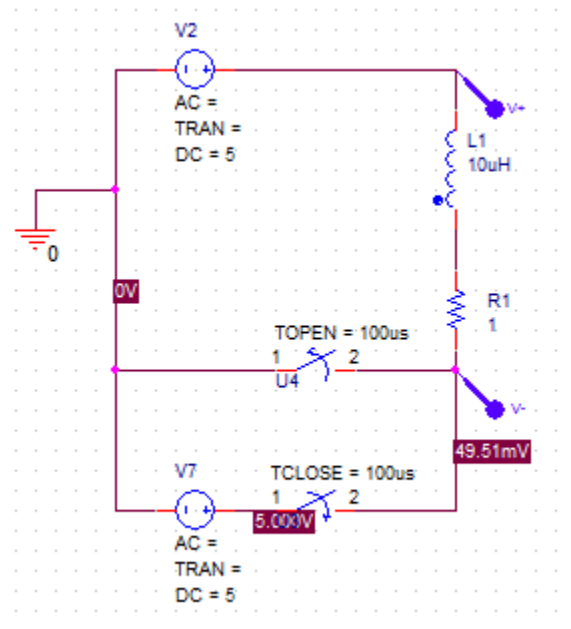 V2
AC =
TRAN =
DC = 5
V+
L1
10uH
0
0V
R1
1
TOPEN = 100us
1 2
U4
V-
49.51mV
V7
TCLOSE = 100us
1 2
5.000V
AC =
TRAN =
DC = 5